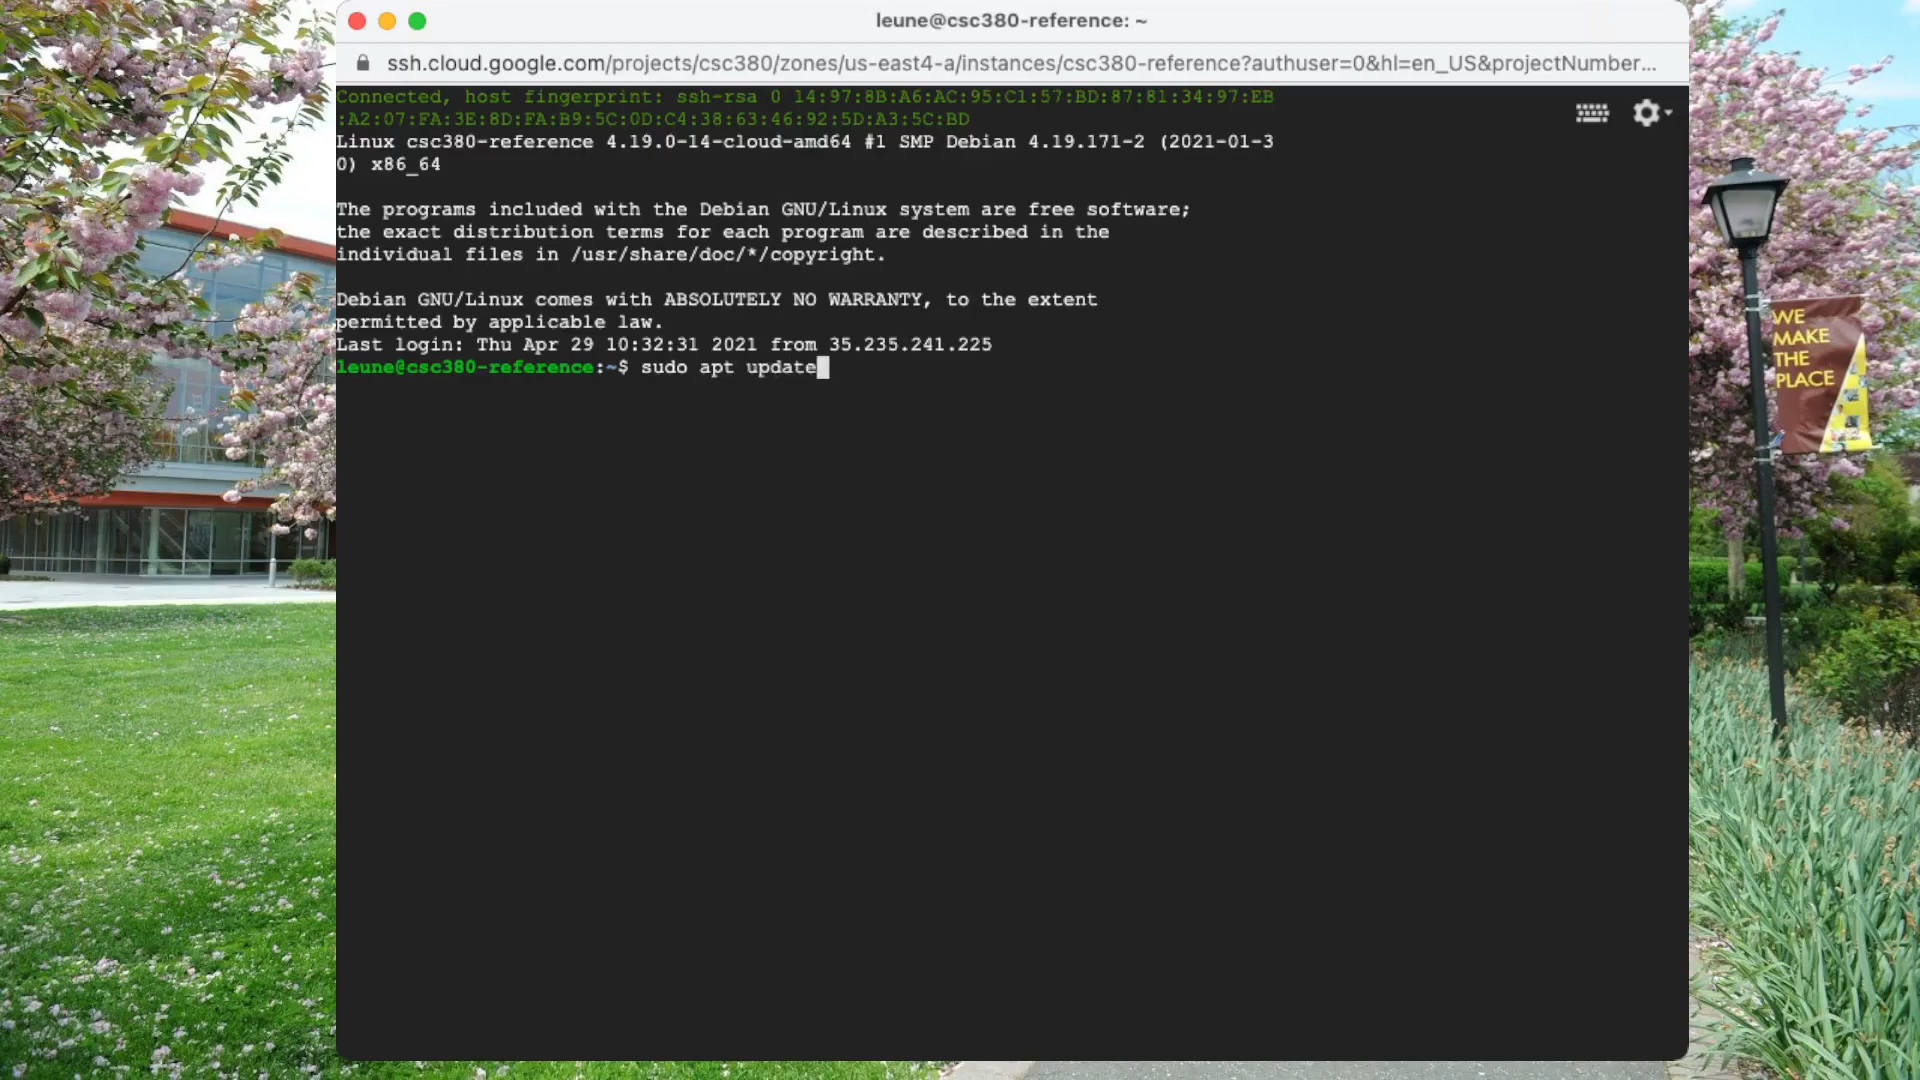 leune@csc380-reference: ~
ssh.cloud.google.com/projects/csc380/zones/us-east4-a/instances/csc380-reference?authuser=0&hl=en_US&projectNumber...
Connected, host fingerprint: ssh-rsa 0 14:97:8B:A6:AC:95:C1:57:BD:87:81:34:97:EB
:A2:07:FA:3E:8D:FA:B9:5C:0D:C4:38:63:46:92:5D:A3:5C:BD
Linux csc380-reference 4.19.0-14-cloud-amd64 #1 SMP Debian 4.19.171-2 (2021-01-3
0) x86_64
The programs included with the Debian GNU/Linux system are free software;
the exact distribution terms for each program are described in the
individual files in /usr/share/doc/*/copyright.
Debian GNU/Linux comes with ABSOLUTELY NO WARRANTY, to the extent
permitted by applicable law.
Last login: Thu Apr 29 10:32:31 2021 from 35.235.241.225
leune@csc380-reference:~$ sudo apt update
WE
MAKE
THE
PLACE